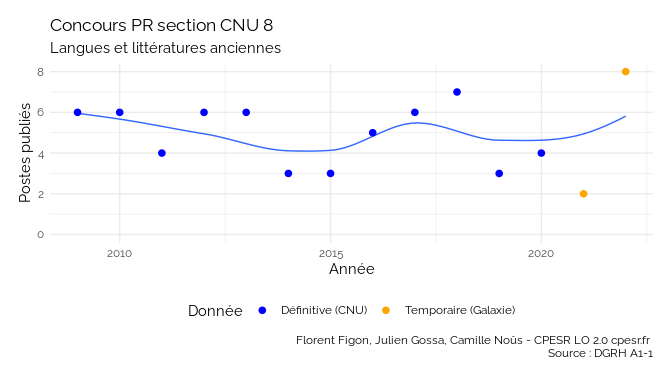 Concours PR section CNU 8
Langues et littératures anciennes
8
6
4
2
0
Postes publiés
2010
2015
2020
Année
Donnée
Définitive (CNU)
Temporaire (Galaxie)
Florent Figon, Julien Gossa, Camille Noûs - CPESR LO 2.0 cpesr.fr
Source : DGRH A1-1